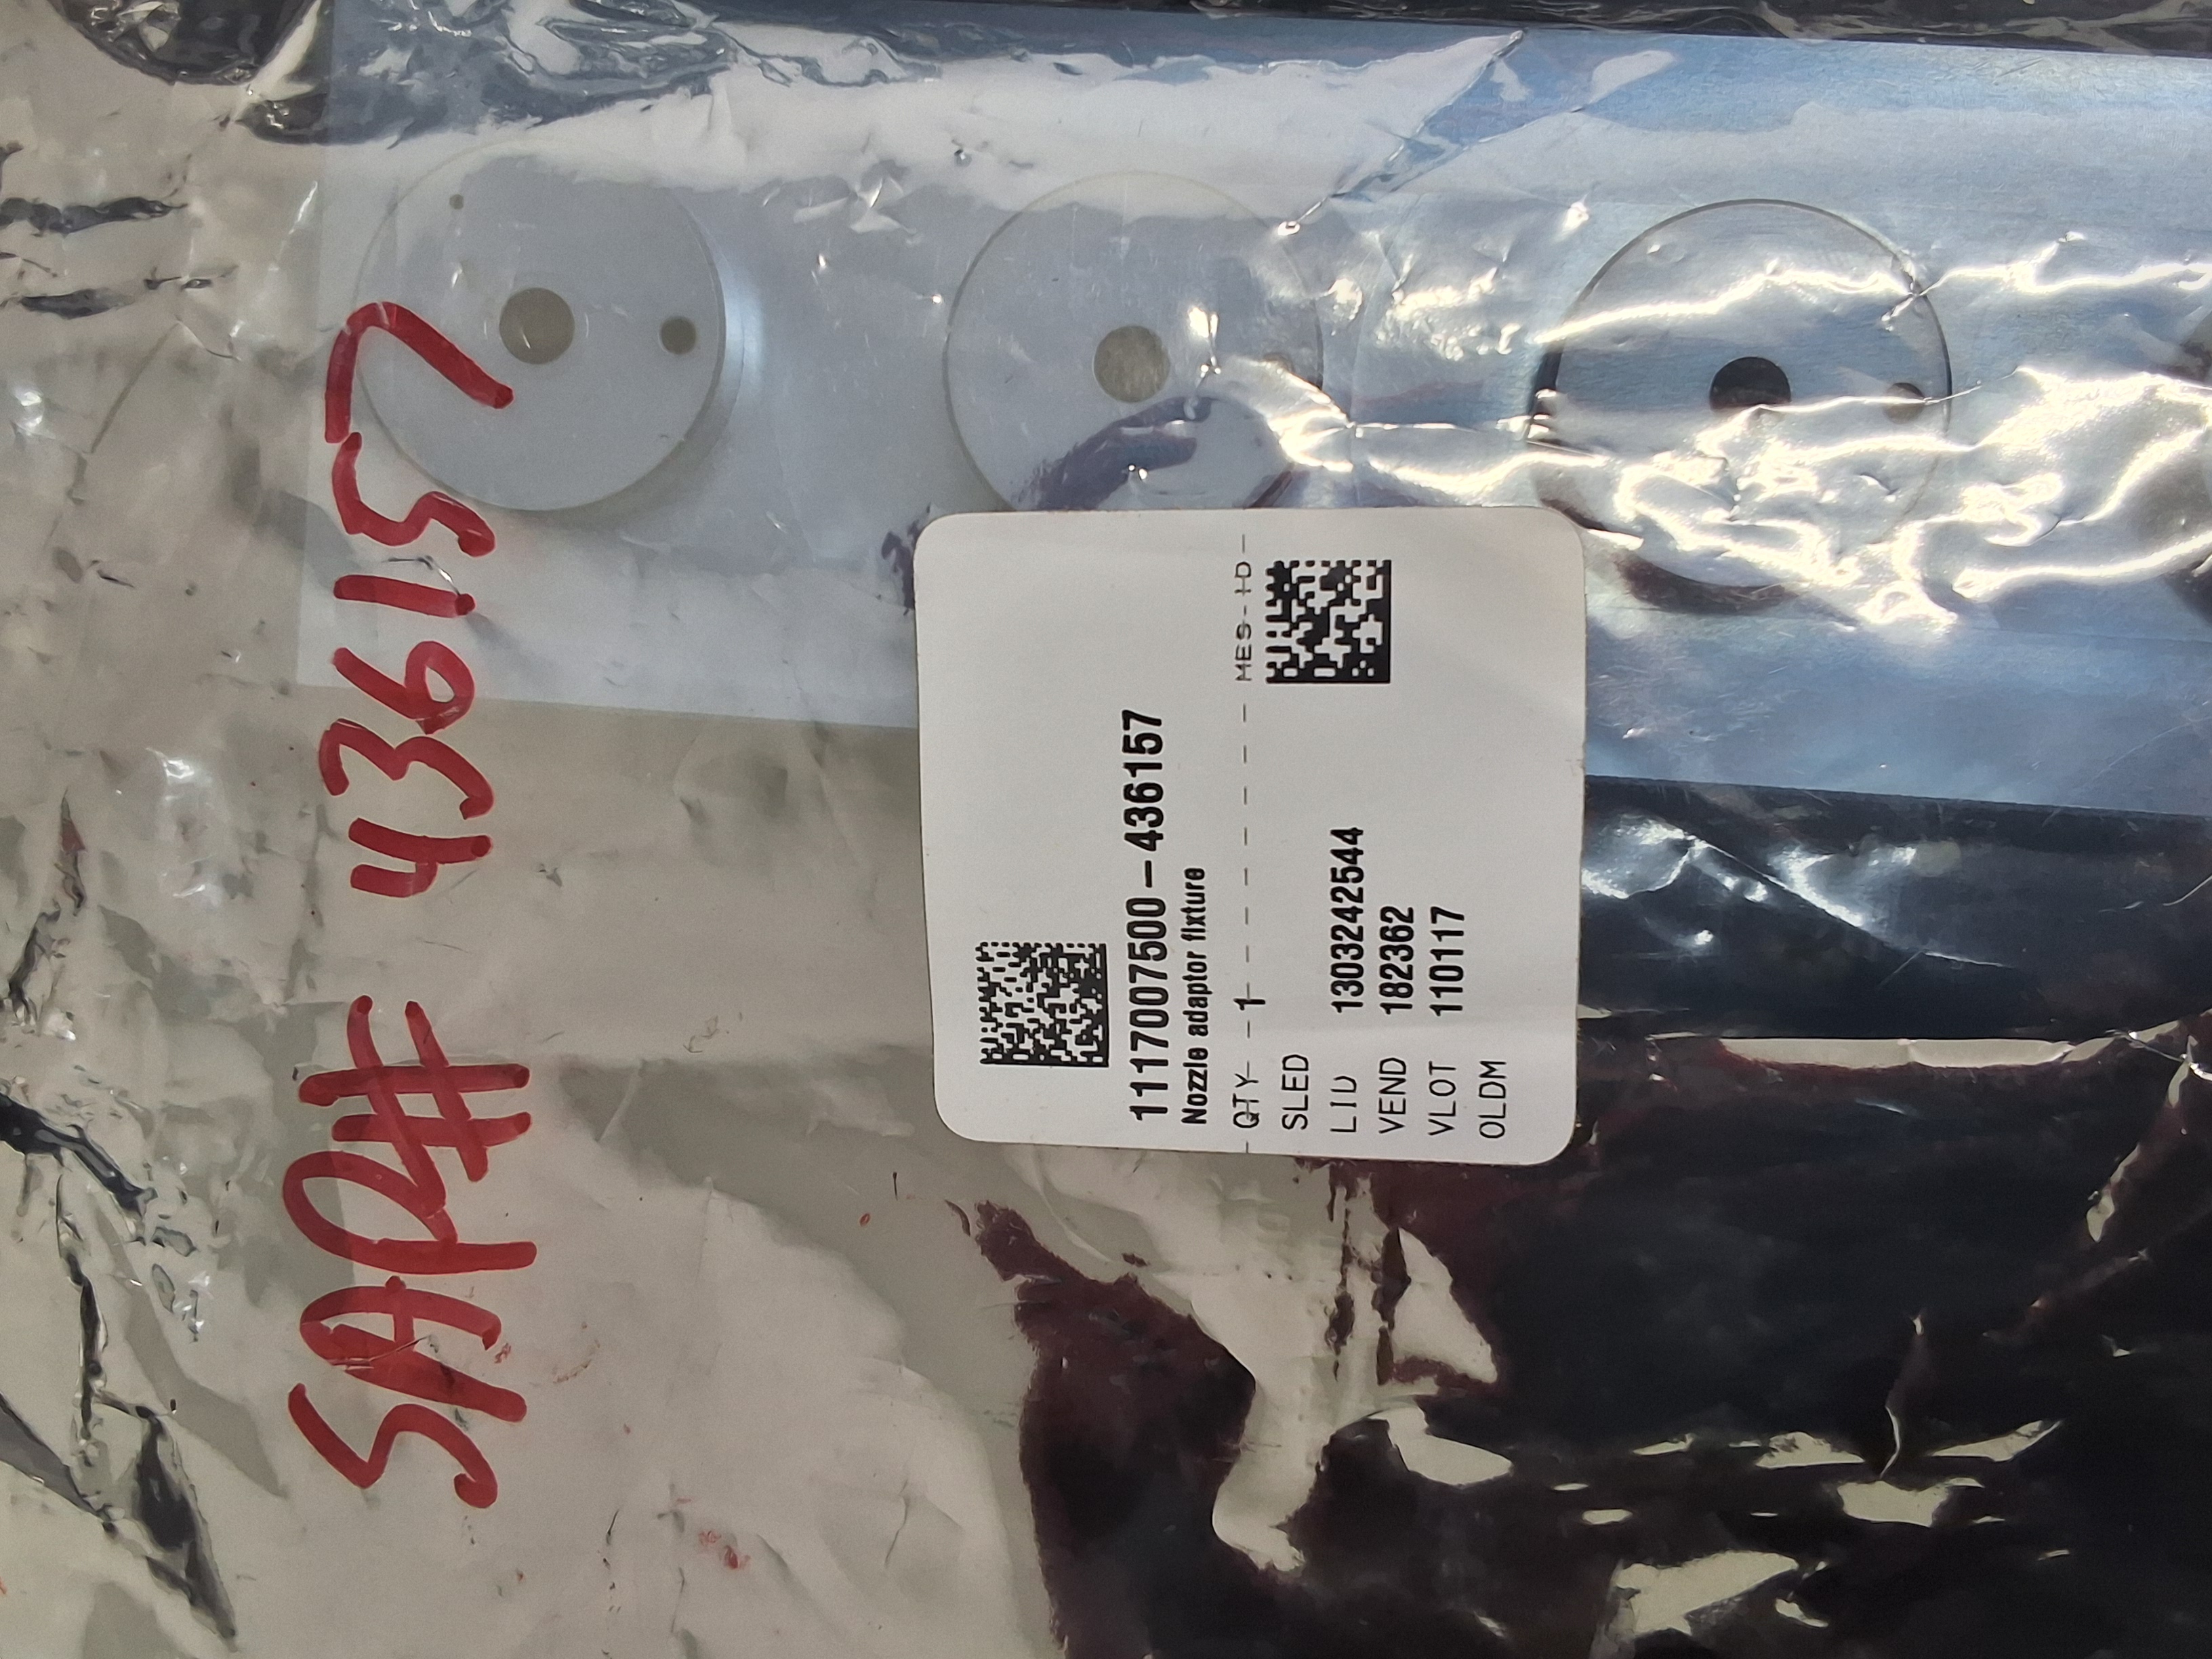 SAP# 436157
1117007500-436157
Nozzle adaptor fixture
QTY 1 MES-ID
SLED
LID 1303242544
VEND 182362
VLOT 110117
OLDM